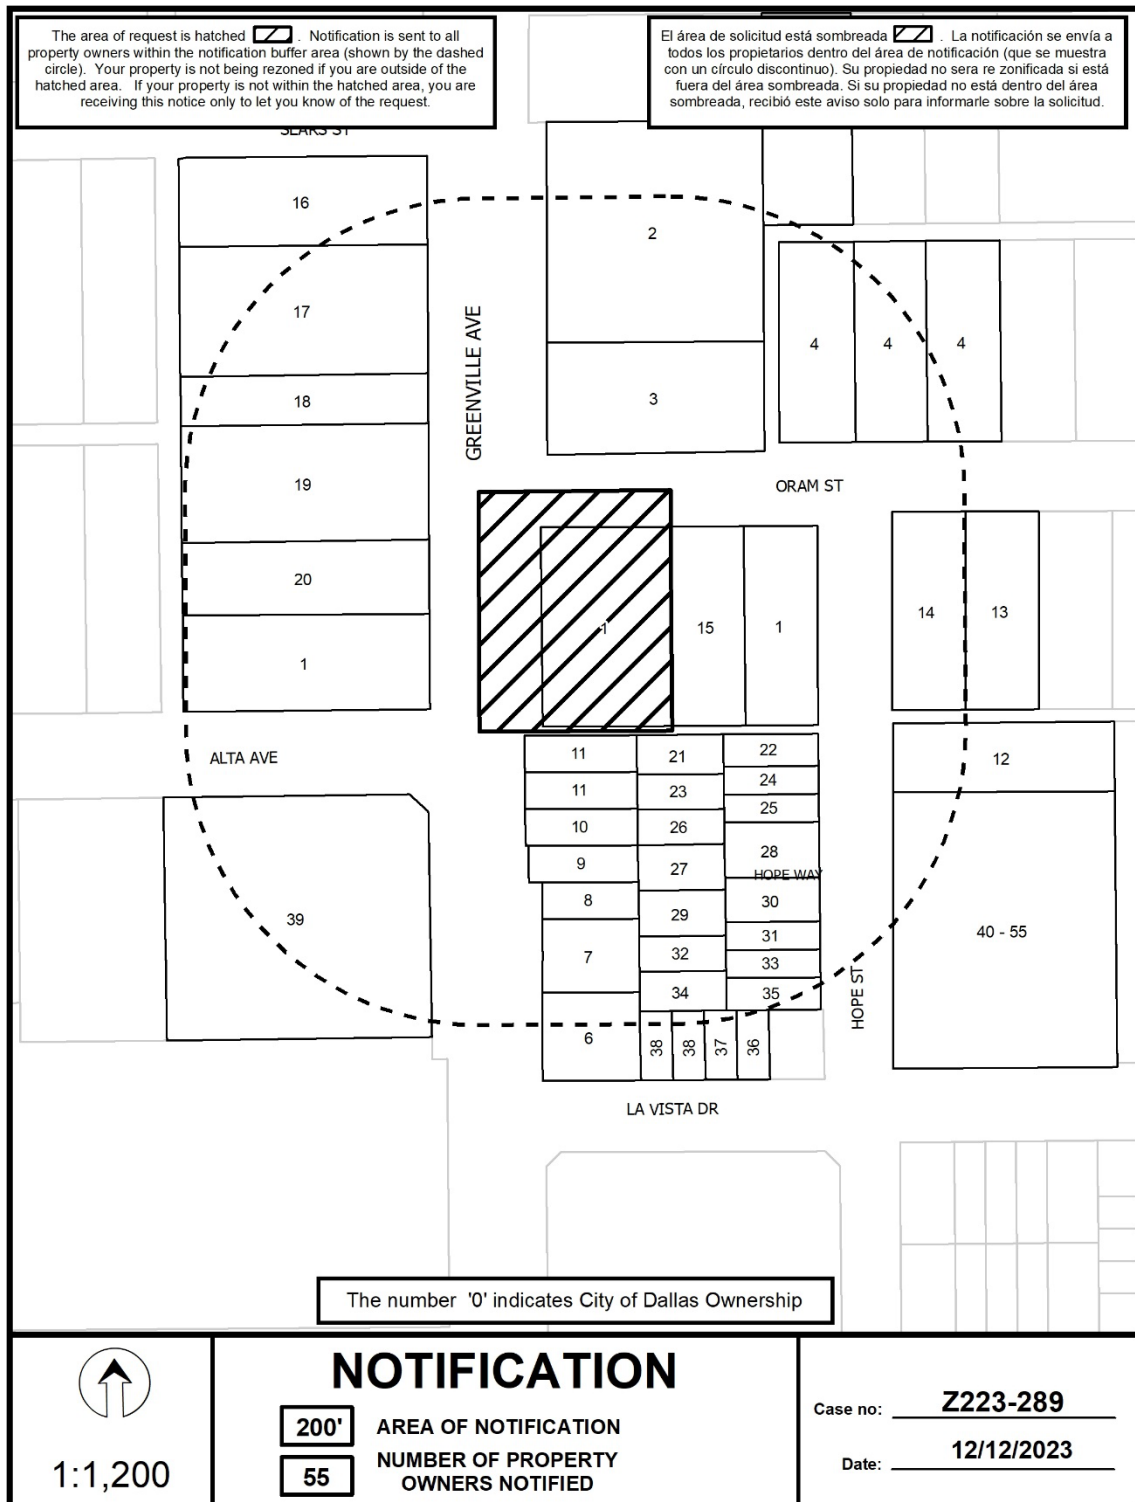 The area of request is hatched . Notification is sent to all
property owners within the notification buffer area (shown by the dashed
circle). Your property is not being rezoned if you are outside of the
hatched area. If your property is not within the hatched area, you are
receiving this notice only to let you know of the request.
El área de solicitud está sombreada . La notificación se envía a
todos los propietarios dentro del área de notificación (que se muestra
con un círculo discontinuo). Su propiedad no sera re zonificada si está
fuera del área sombreada. Si su propiedad no está dentro del área
sombreada, recibió este aviso solo para informarle sobre la solicitud.
SEARS ST
16
2
17
GREENVILLE AVE
4
4
4
18
3
19
ORAM ST
20
14
13
1
1
15
1
ALTA AVE
11
21
22
12
11
23
24
25
10
26
9
27
28
HOPE WAY
8
29
30
39
7
32
31
40 - 55
33
34
35
HOPE ST
6
38
38
37
36
LA VISTA DR
The number '0' indicates City of Dallas Ownership
1:1,200
NOTIFICATION
200' AREA OF NOTIFICATION
55 NUMBER OF PROPERTY
OWNERS NOTIFIED
Case no: Z223-289
Date: 12/12/2023